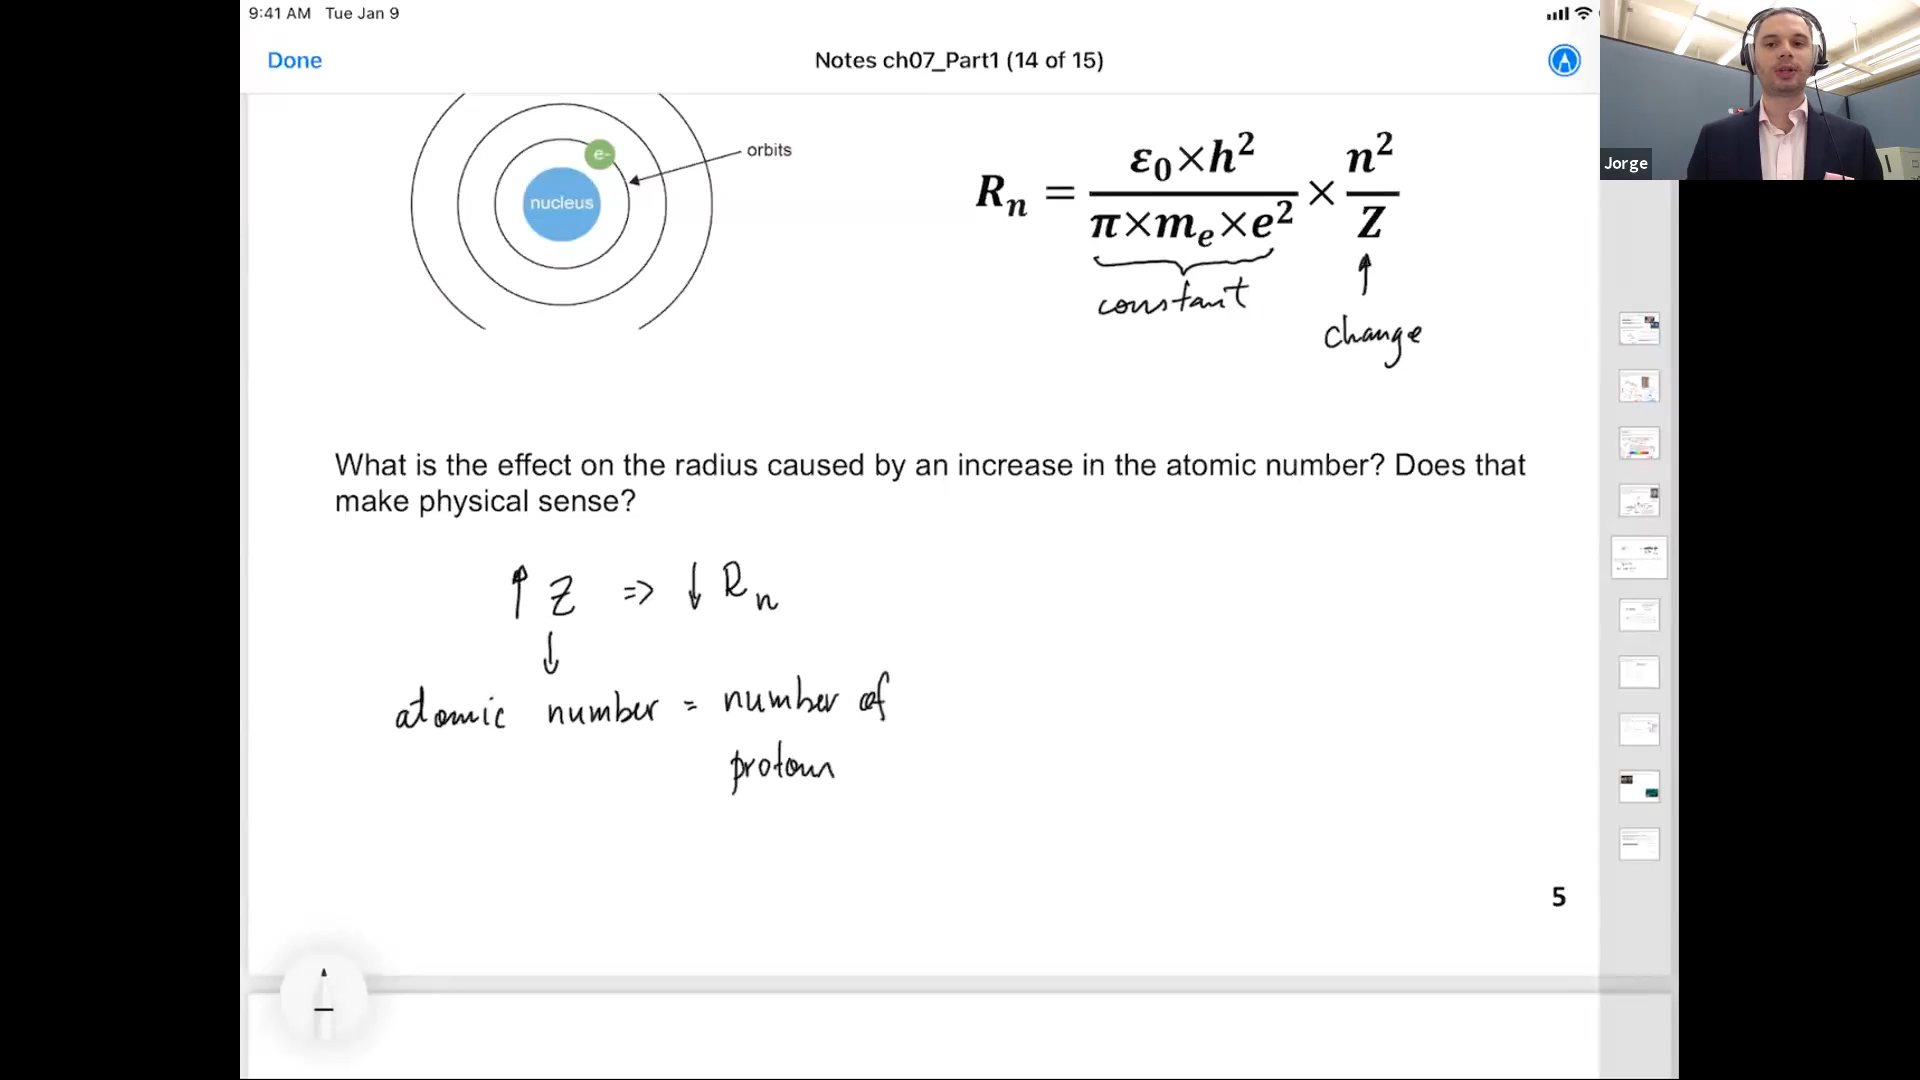 9:41 AM Tue Jan 9
Done
Notes ch07_Part1 (14 of 15)
Jorge
e-
orbits
nucleus
Rₙ = ε₀×h² / π×mₑ×e² × n² / Z
constant
change
What is the effect on the radius caused by an increase in the atomic number? Does that
make physical sense?
↑ Z => ↓ Rₙ
↓
atomic number = number of
protons
5